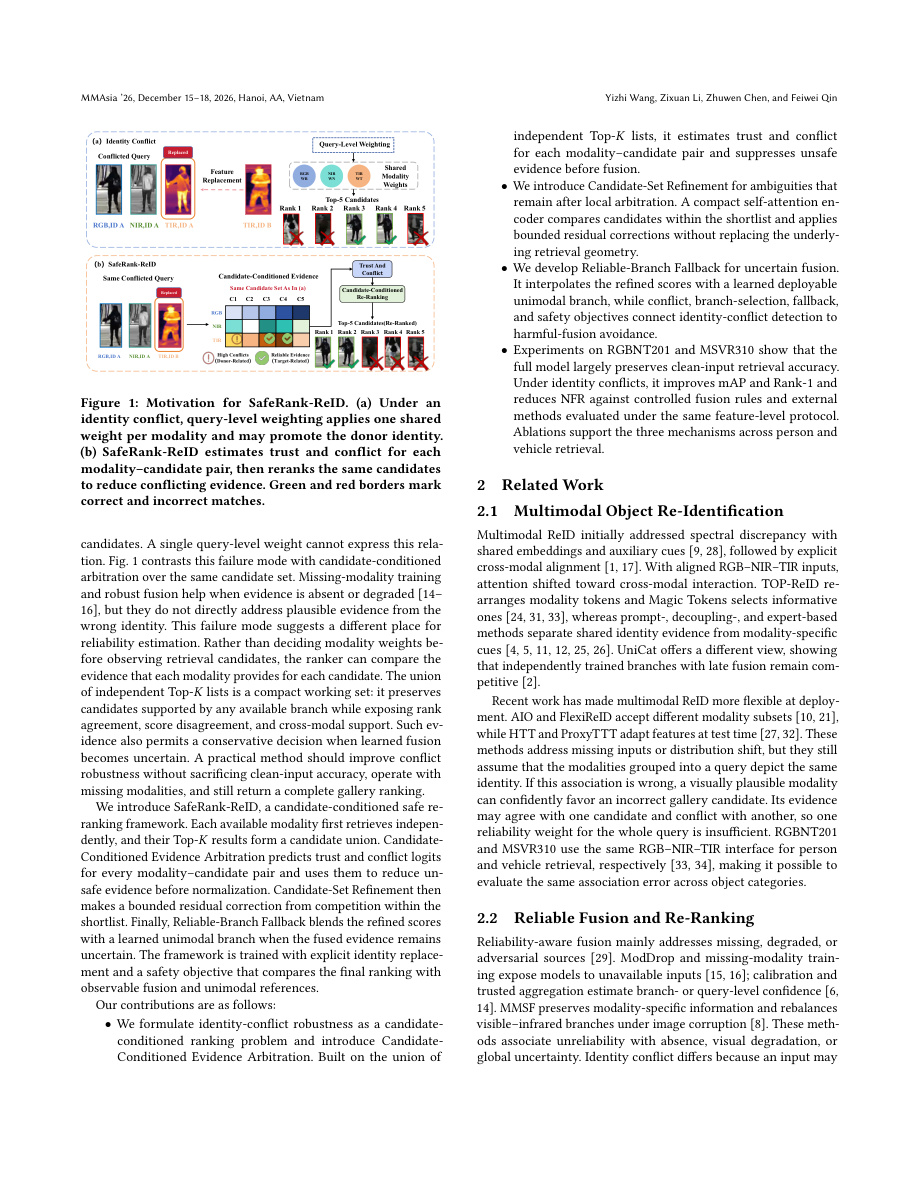 MMAsia '26, December 15–18, 2026, Hanoi, AA, Vietnam
Yizhi Wang, Zixuan Li, Zhuwen Chen, and Feiwei Qin
(a) Identity Conflict
Conflicted Query
Replaced
Feature
Replacement
RGB,ID A
NIR,ID A
TIR,ID B
TIR,ID B
Query-Level Weighting
RGB
NIR
TIR
Shared
Modality
Weights
Top-5 Candidates
Rank 1 Rank 2 Rank 3 Rank 4 Rank 5
(b) SafeRank-ReID
Same Conflicted Query
Replaced
RGB,ID A
NIR,ID A
TIR,ID B
Candidate-Conditioned Evidence
Same Candidate Set As In (a)
C1 C2 C3 C4 C5
RGB
NIR
TIR
High Conflicts
(Donor-Related)
Reliable Evidence
(Target-Related)
Trust And
Conflict
Candidate-Conditioned
Re-Ranking
Top-5 Candidates(Re-Ranked)
Rank 1 Rank 2 Rank 3 Rank 4 Rank 5
Figure 1: Motivation for SafeRank-ReID. (a) Under an
identity conflict, query-level weighting applies one shared
weight per modality and may promote the donor identity.
(b) SafeRank-ReID estimates trust and conflict for each
modality–candidate pair, then reranks the same candidates
to reduce conflicting evidence. Green and red borders mark
correct and incorrect matches.
candidates. A single query-level weight cannot express this rela-
tion. Fig. 1 contrasts this failure mode with candidate-conditioned
arbitration over the same candidate set. Missing-modality training
and robust fusion help when evidence is absent or degraded [14–
16], but they do not directly address plausible evidence from the
wrong identity. This failure mode suggests a different place for
reliability estimation. Rather than deciding modality weights be-
fore observing retrieval candidates, the ranker can compare the
evidence that each modality provides for each candidate. The union
of independent Top-K lists is a compact working set: it preserves
candidates supported by any available branch while exposing rank
agreement, score disagreement, and cross-modal support. Such ev-
idence also permits a conservative decision when learned fusion
becomes uncertain. A practical method should improve conflict
robustness without sacrificing clean-input accuracy, operate with
missing modalities, and still return a complete gallery ranking.
We introduce SafeRank-ReID, a candidate-conditioned safe re-
ranking framework. Each available modality first retrieves indepen-
dently, and their Top-K results form a candidate union. Candidate-
Conditioned Evidence Arbitration predicts trust and conflict logits
for every modality–candidate pair and uses them to reduce un-
safe evidence before normalization. Candidate-Set Refinement then
makes a bounded residual correction from competition within the
shortlist. Finally, Reliable-Branch Fallback blends the refined scores
with a learned unimodal branch when the fused evidence remains
uncertain. The framework is trained with explicit identity replace-
ment and a safety objective that compares the final ranking with
observable fusion and unimodal references.
Our contributions are as follows:
• We formulate identity-conflict robustness as a candidate-
conditioned ranking problem and introduce Candidate-
Conditioned Evidence Arbitration. Built on the union of
independent Top-K lists, it estimates trust and conflict
for each modality–candidate pair and suppresses unsafe
evidence before fusion.
• We introduce Candidate-Set Refinement for ambiguities that
remain after local arbitration. A compact self-attention en-
coder compares candidates within the shortlist and applies
bounded residual corrections without replacing the underly-
ing retrieval geometry.
• We develop Reliable-Branch Fallback for uncertain fusion.
It interpolates the refined scores with a learned deployable
unimodal branch, while conflict, branch-selection, fallback,
and safety objectives connect identity-conflict detection to
harmful-fusion avoidance.
• Experiments on RGBNT201 and MSVR310 show that the
full model largely preserves clean-input retrieval accuracy.
Under identity conflicts, it improves mAP and Rank-1 and
reduces NFR against controlled fusion rules and external
methods evaluated under the same feature-level protocol.
Ablations support the three mechanisms across person and
vehicle retrieval.
2 Related Work
2.1 Multimodal Object Re-Identification
Multimodal ReID initially addressed spectral discrepancy with
shared embeddings and auxiliary cues [9, 28], followed by explicit
cross-modal alignment [1, 17]. With aligned RGB–NIR–TIR inputs,
attention shifted toward cross-modal interaction. TOP-ReID re-
arranges modality tokens and Magic Tokens selects informative
ones [24, 31, 33], whereas prompt-, decoupling-, and expert-based
methods separate shared identity evidence from modality-specific
cues [4, 5, 11, 12, 25, 26]. UniCat offers a different view, showing
that independently trained branches with late fusion remain com-
petitive [2].
Recent work has made multimodal ReID more flexible at deploy-
ment. AIO and FlexiReID accept different modality subsets [10, 21],
while HTT and ProxyTTT adapt features at test time [27, 32]. These
methods address missing inputs or distribution shift, but they still
assume that the modalities grouped into a query depict the same
identity. If this association is wrong, a visually plausible modality
can confidently favor an incorrect gallery candidate. Its evidence
may agree with one candidate and conflict with another, so one
reliability weight for the whole query is insufficient. RGBNT201
and MSVR310 use the same RGB–NIR–TIR interface for person
and vehicle retrieval, respectively [33, 34], making it possible to
evaluate the same association error across object categories.
2.2 Reliable Fusion and Re-Ranking
Reliability-aware fusion mainly addresses missing, degraded, or
adversarial sources [29]. ModDrop and missing-modality train-
ing expose models to unavailable inputs [15, 16]; calibration and
trusted aggregation estimate branch- or query-level confidence [6,
14]. MMSF preserves modality-specific information and rebalances
visible–infrared branches under image corruption [8]. These meth-
ods associate unreliability with absence, visual degradation, or
global uncertainty. Identity conflict differs because an input may